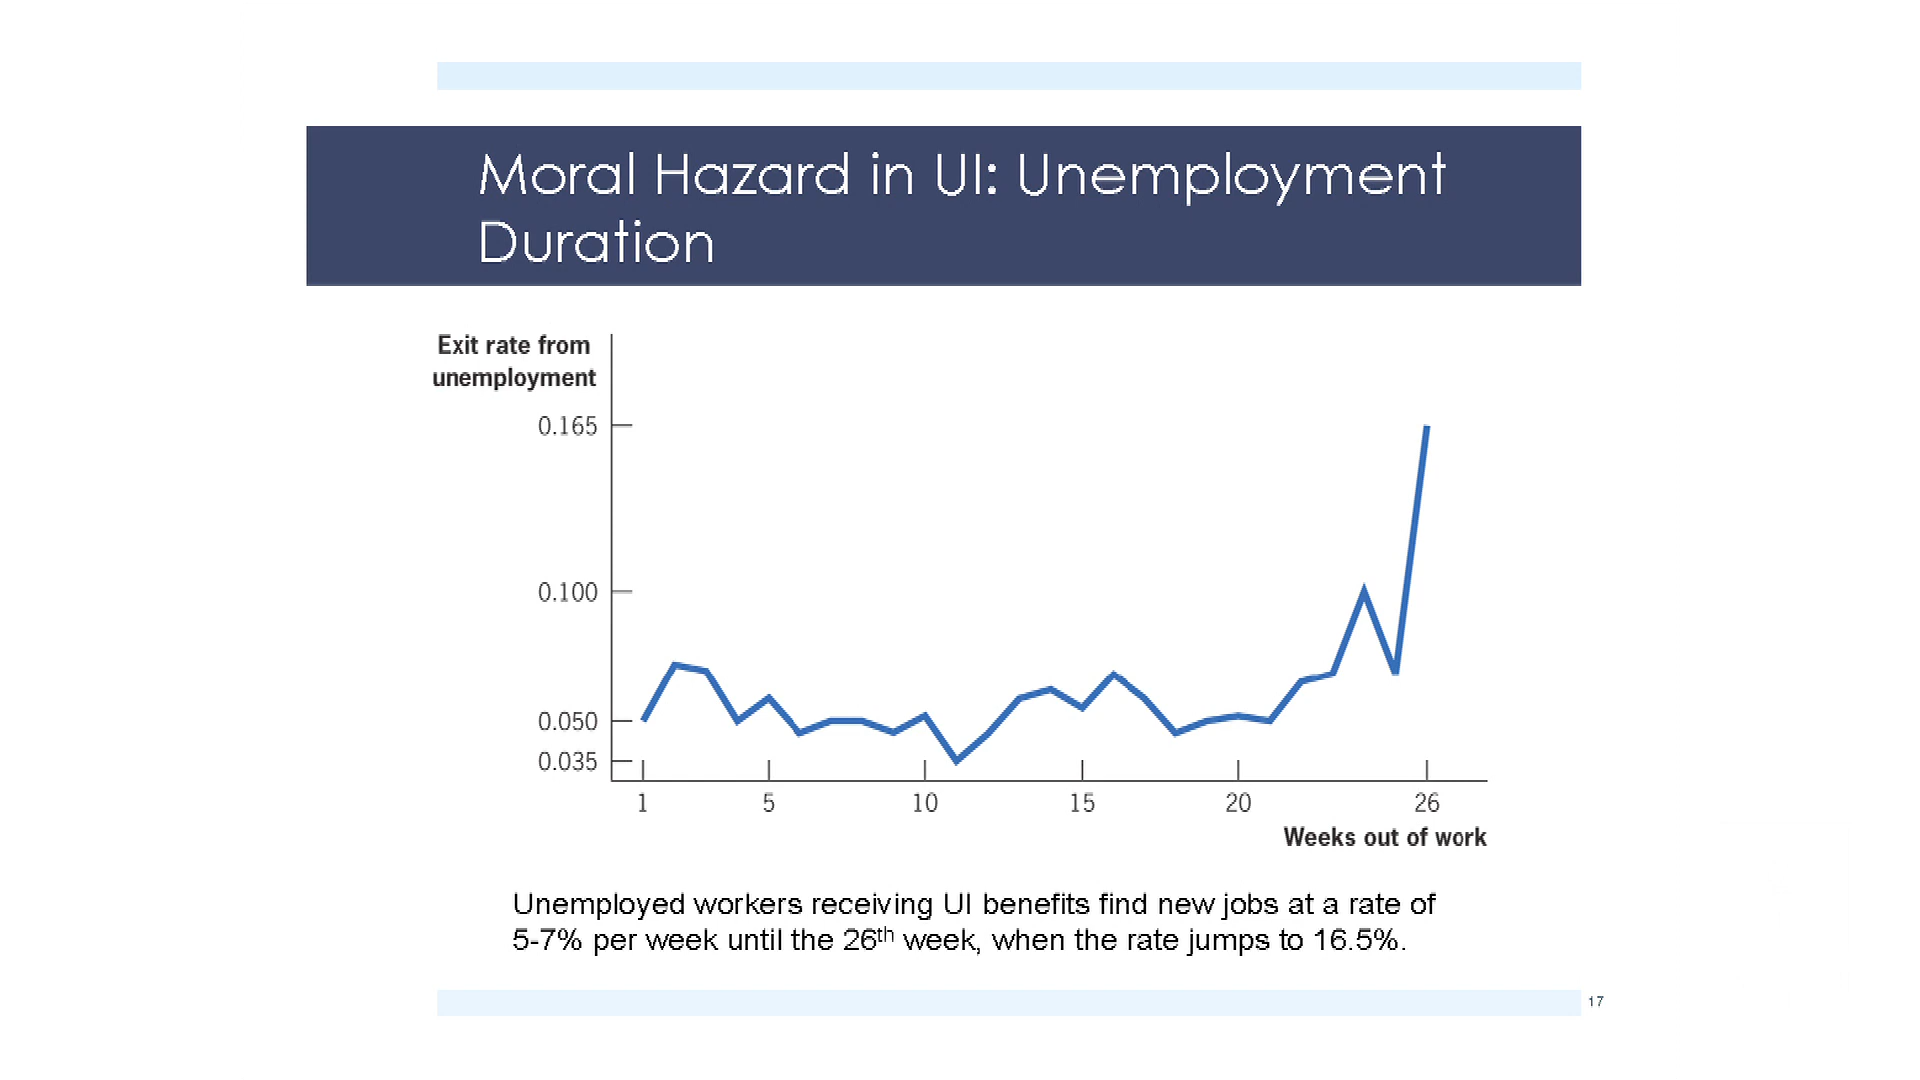 Moral Hazard in UI: Unemployment
Duration
Exit rate from
unemployment
0.165
0.100
0.050
0.035
1 5 10 15 20 26
Weeks out of work
Unemployed workers receiving UI benefits find new jobs at a rate of
5-7% per week until the 26th week, when the rate jumps to 16.5%.
17